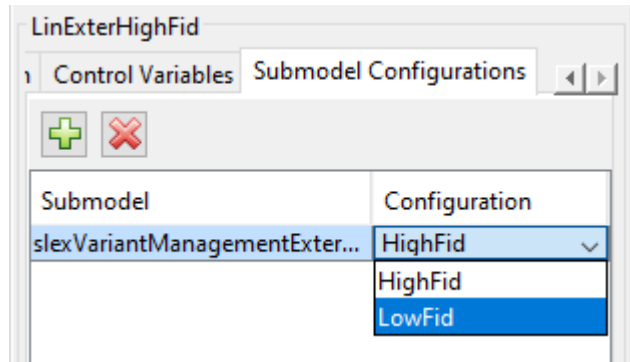 LinExterHighFid
Control Variables Submodel Configurations
Submodel Configuration
slexVariantManagementExter... HighFid
HighFid
LowFid